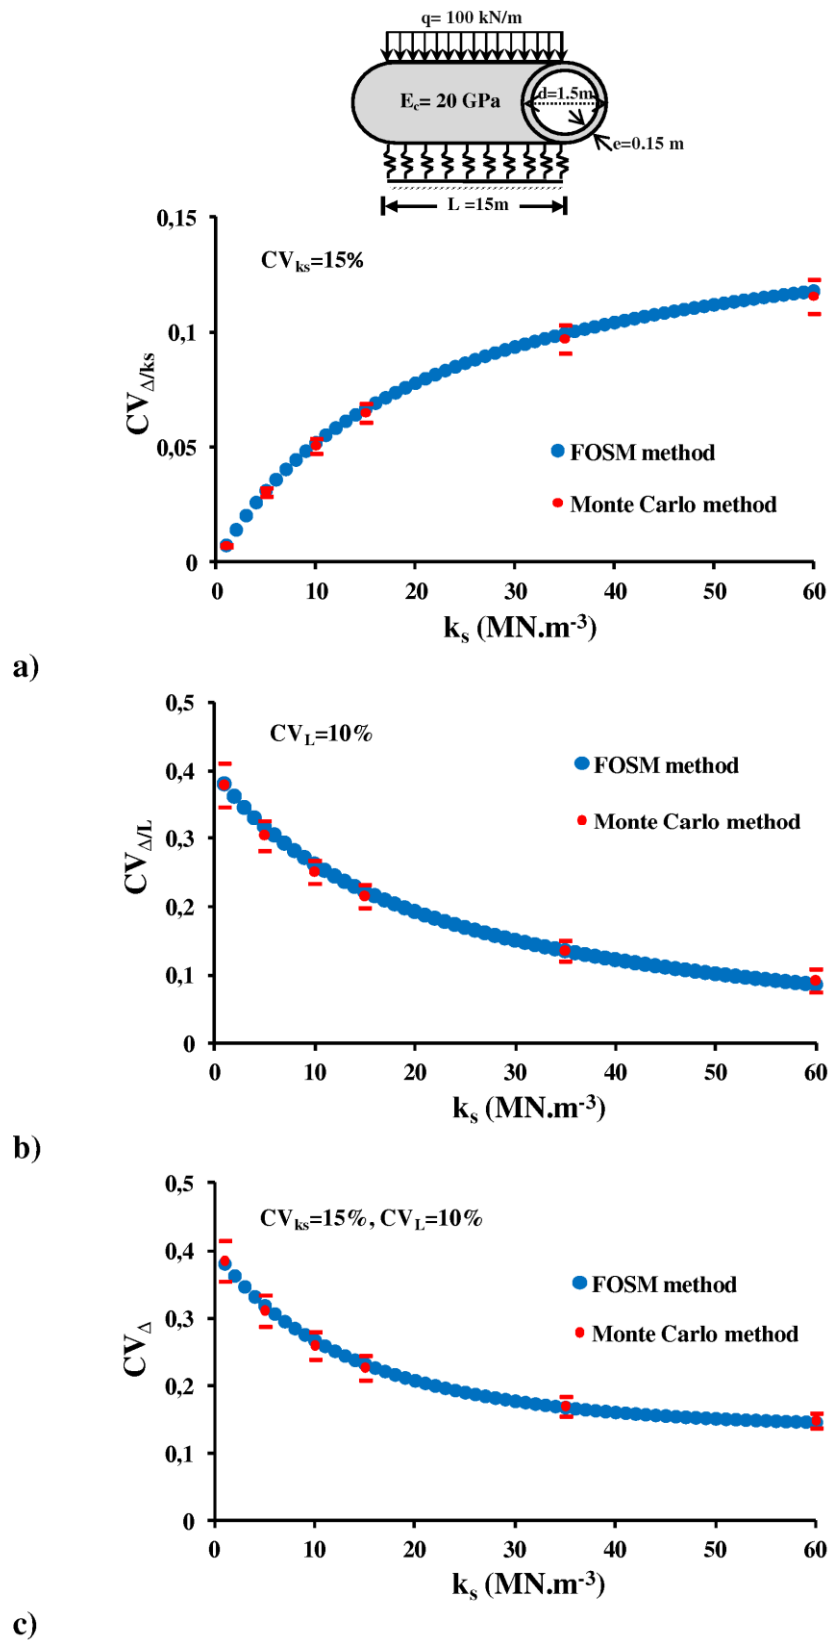 q= 100 kN/m
E_c= 20 GPa
d=1.5m
e=0.15 m
L =15m
0,15
0,1
0,05
0
CV_Δ/ks
CV_ks=15%
FOSM method
Monte Carlo method
0 10 20 30 40 50 60
k_s (MN.m^-3)
a)
0,5
0,4
0,3
0,2
0,1
0
CV_Δ/L
CV_L=10%
FOSM method
Monte Carlo method
0 10 20 30 40 50 60
k_s (MN.m^-3)
b)
0,5
0,4
0,3
0,2
0,1
0
CV_Δ
CV_ks=15%, CV_L=10%
FOSM method
Monte Carlo method
0 10 20 30 40 50 60
k_s (MN.m^-3)
c)